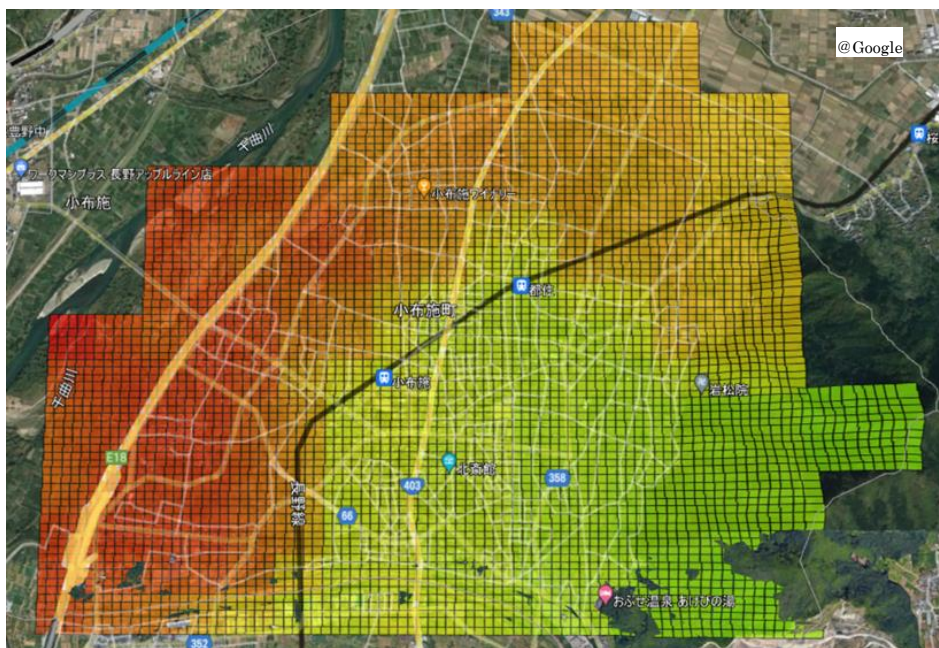 343
@Google
豊野中
千曲川
ワークマンプラス 長野アップルライン店
小布施
小布施ワイナリー
都住
小布施町
小布施
岩松院
千曲川
E18
北斎館
403
358
長野線
66
おぶせ温泉 あけびの湯
352